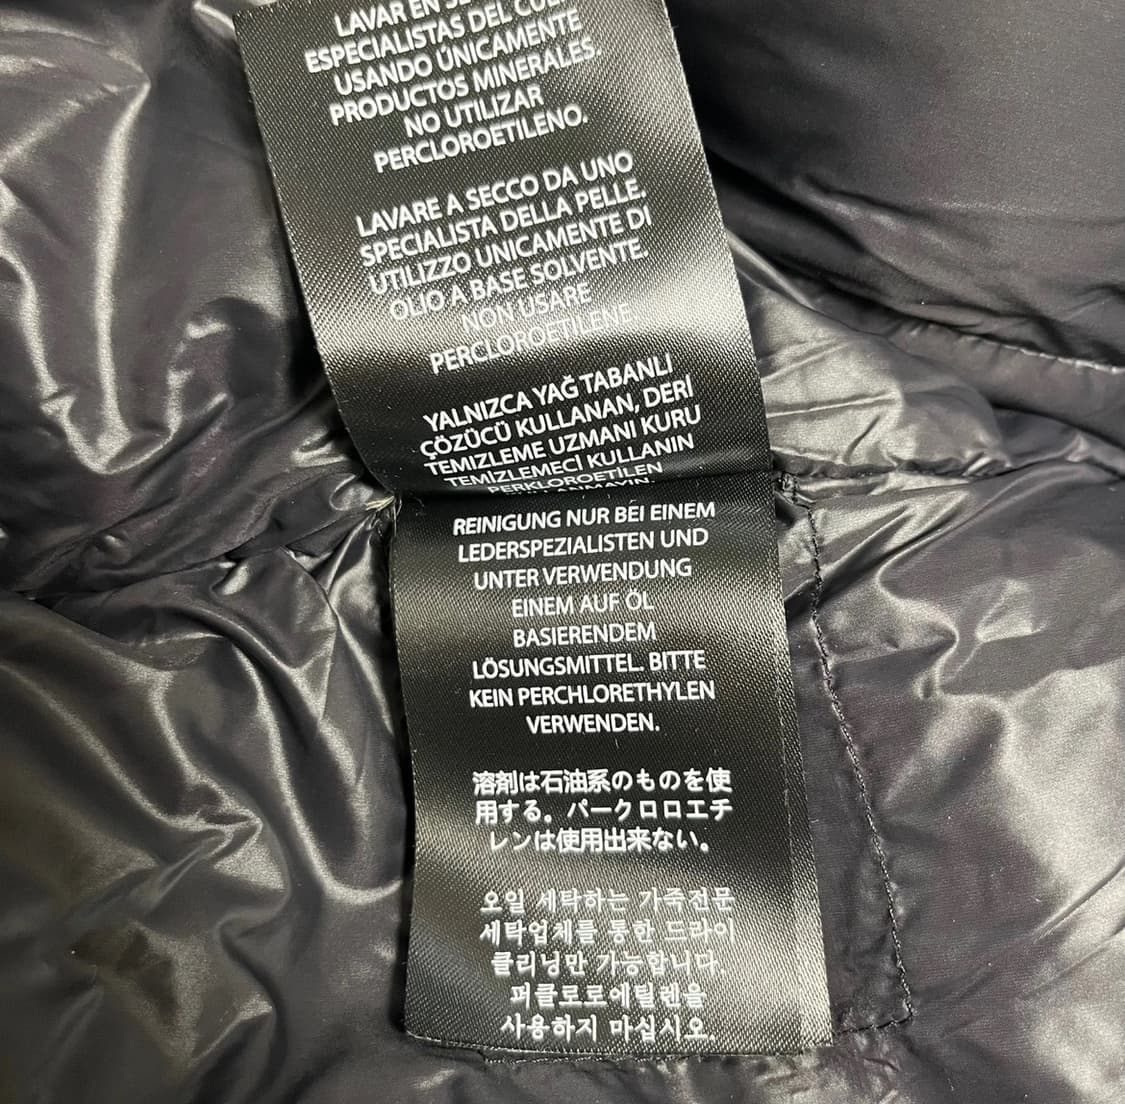 LAVAR EN
ESPECIALISTAS DEL
USANDO ÚNICAMENTE
PRODUCTOS MINERALES.
NO UTILIZAR
PERCLOROETILENO.
LAVARE A SECCO DA UNO
SPECIALISTA DELLA PELLE.
UTILIZZO UNICAMENTE DI
OLIO A BASE SOLVENTE.
NON USARE
PERCLOROETILENE.
YALNIZCA YAĞ TABANLI
ÇÖZÜCÜ KULLANAN, DERİ
TEMIZLEME UZMANI KURU
TEMIZLEMECİ KULLANIN
PERKLOROETİLEN
REINIGUNG NUR BEI EINEM
LEDERSPEZIALISTEN UND
UNTER VERWENDUNG
EINEM AUF ÖL
BASIERENDEM
LÖSUNGSMITTEL. BITTE
KEIN PERCHLORETHYLEN
VERWENDEN.
溶剤は石油系のものを使
用する。パークロロエチ
レンは使用出来ない。
오일 세탁하는 가죽전문
세탁업체를 통한 드라이
클리닝만 가능합니다.
퍼클로로에틸렌을
사용하지 마십시오.